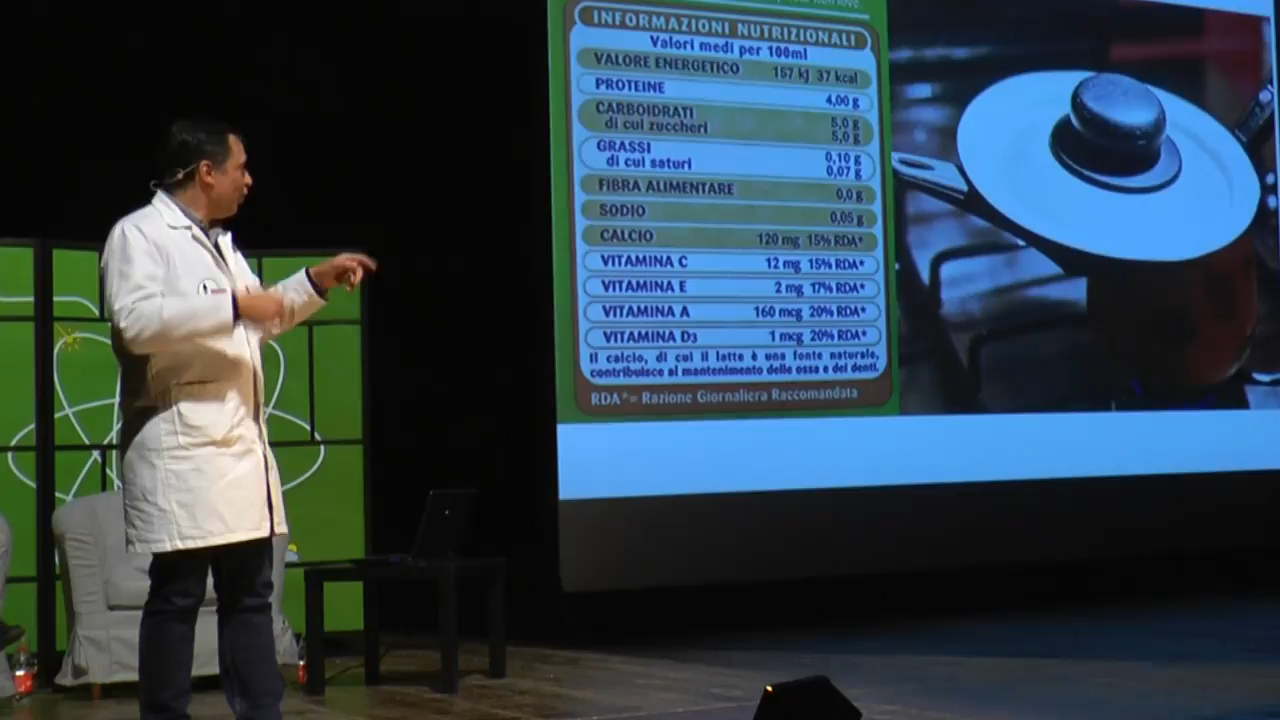 INFORMAZIONI NUTRIZIONALI
Valori medi per 100ml
VALORE ENERGETICO 157 kJ 37 kcal
PROTEINE 4,00 g
CARBOIDRATI 5,0 g
di cui zuccheri 5,0 g
GRASSI 0,10 g
di cui saturi 0,07 g
FIBRA ALIMENTARE 0,0 g
SODIO 0,05 g
CALCIO 120 mg 15% RDA*
VITAMINA C 12 mg 15% RDA*
VITAMINA E 2 mg 17% RDA*
VITAMINA A 160 mcg 20% RDA*
VITAMINA D3 1 mcg 20% RDA*
Il calcio, di cui il latte è una fonte naturale,
contribuisce al mantenimento delle ossa e dei denti.
RDA*= Razione Giornaliera Raccomandata